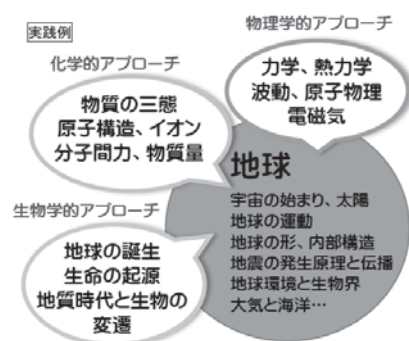 実践例
物理学的アプローチ
力学、熱力学
波動、原子物理
電磁気
化学的アプローチ
物質の三態
原子構造、イオン
分子間力、物質量
生物学的アプローチ
地球の誕生
生命の起源
地質時代と生物の
変遷
地球
宇宙の始まり、太陽
地球の運動
地球の形、内部構造
地震の発生原理と伝播
地球環境と生物界
大気と海洋…